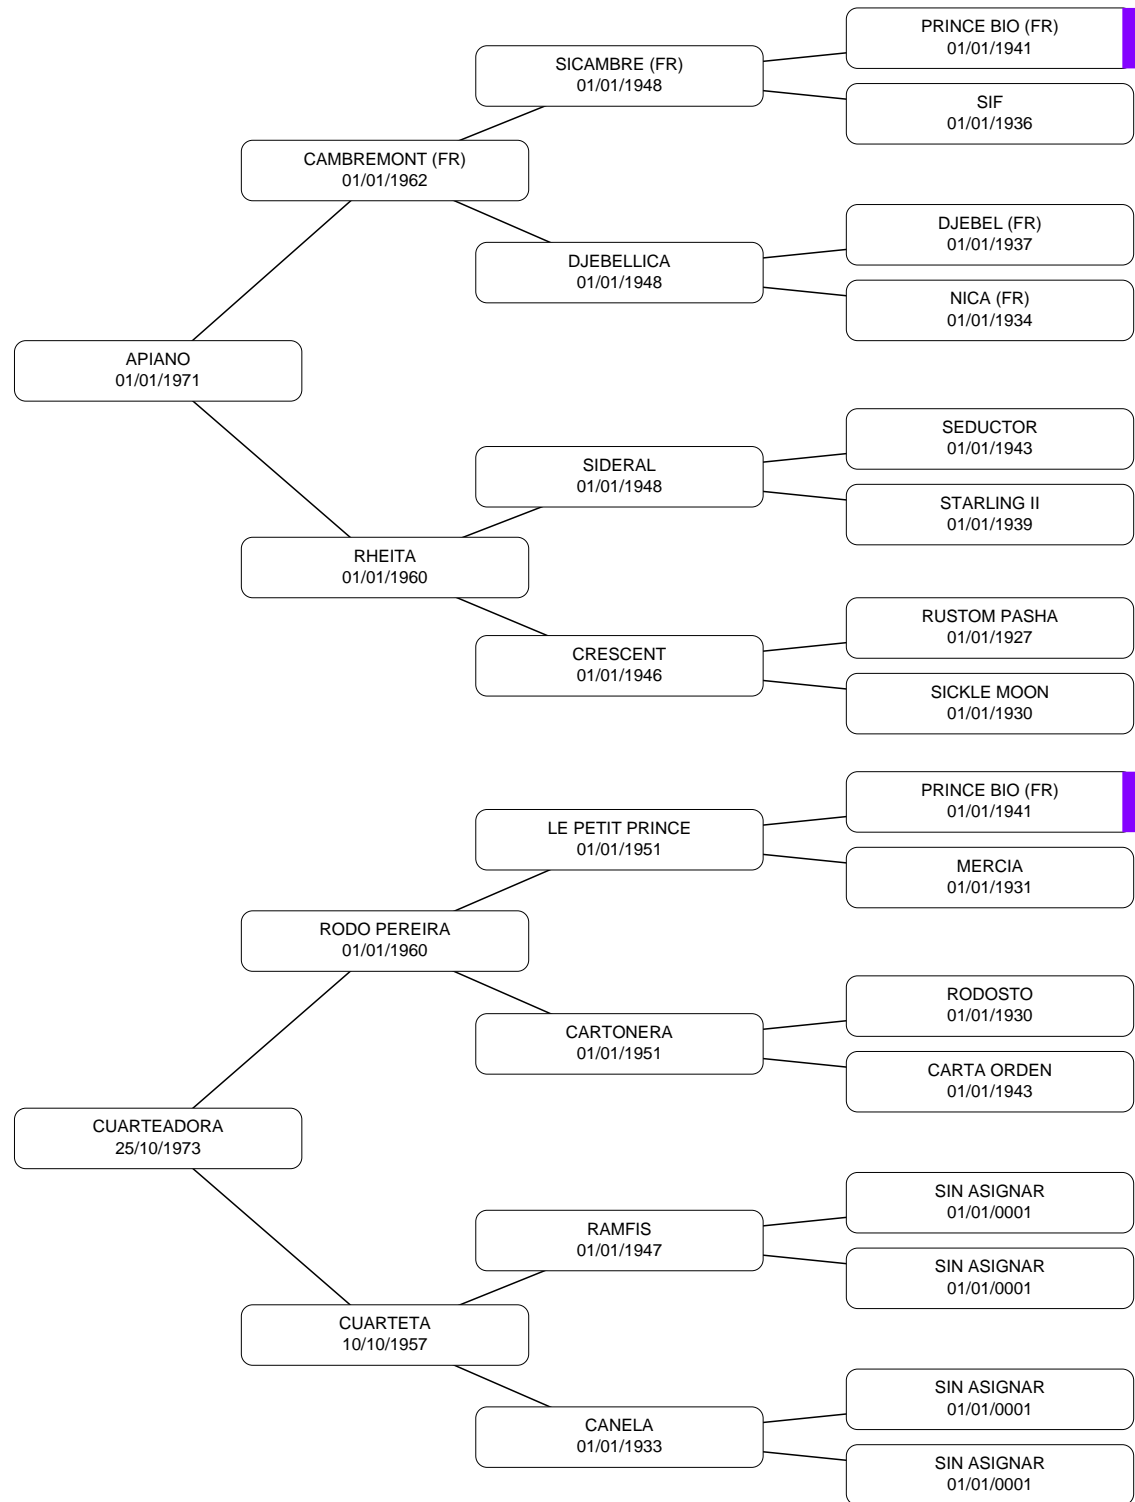 PRINCE BIO (FR)
01/01/1941
SICAMBRE (FR)
01/01/1948
SIF
01/01/1936
CAMBREMONT (FR)
01/01/1962
DJEBEL (FR)
01/01/1937
DJEBELLICA
01/01/1948
NICA (FR)
01/01/1934
APIANO
01/01/1971
SEDUCTOR
01/01/1943
SIDERAL
01/01/1948
STARLING II
01/01/1939
RHEITA
01/01/1960
RUSTOM PASHA
01/01/1927
CRESCENT
01/01/1946
SICKLE MOON
01/01/1930
PRINCE BIO (FR)
01/01/1941
LE PETIT PRINCE
01/01/1951
MERCIA
01/01/1931
RODO PEREIRA
01/01/1960
RODOSTO
01/01/1930
CARTONERA
01/01/1951
CARTA ORDEN
01/01/1943
CUARTEADORA
25/10/1973
SIN ASIGNAR
01/01/0001
RAMFIS
01/01/1947
SIN ASIGNAR
01/01/0001
CUARTETA
10/10/1957
SIN ASIGNAR
01/01/0001
CANELA
01/01/1933
SIN ASIGNAR
01/01/0001